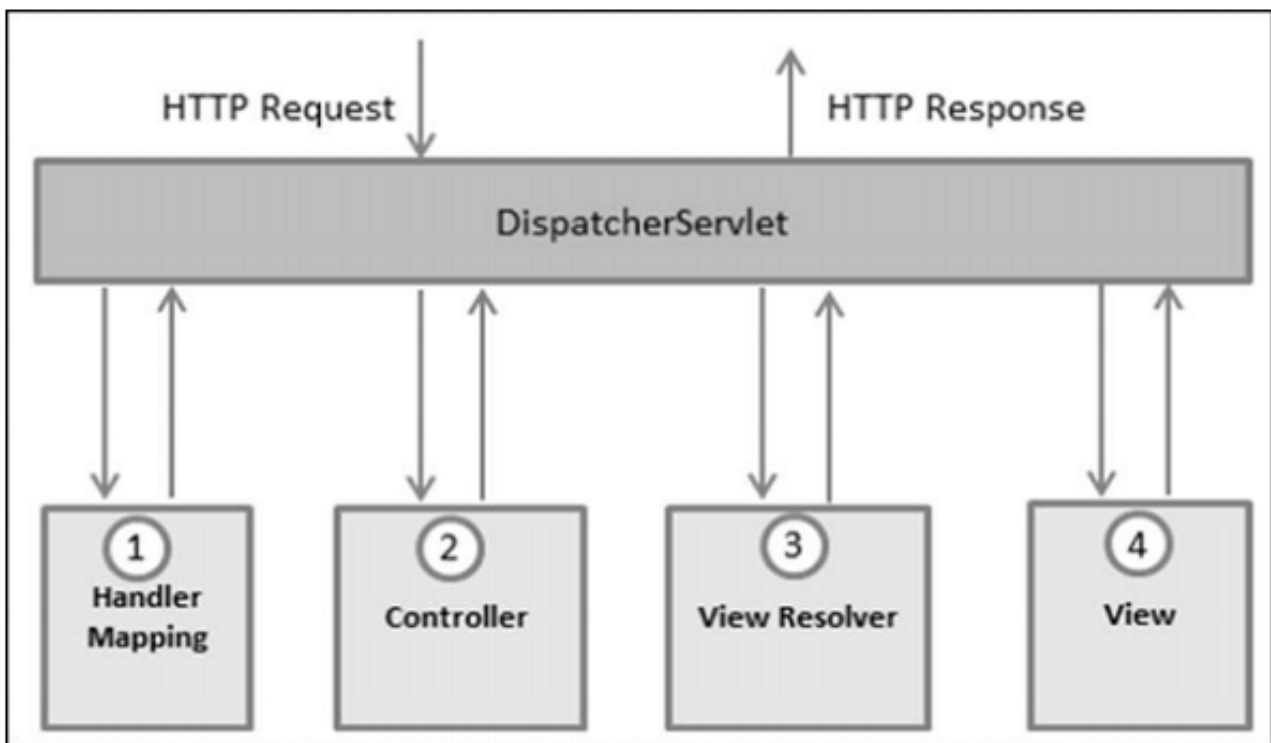 HTTP Request
HTTP Response
DispatcherServlet
1
Handler
Mapping
2
Controller
3
View Resolver
4
View